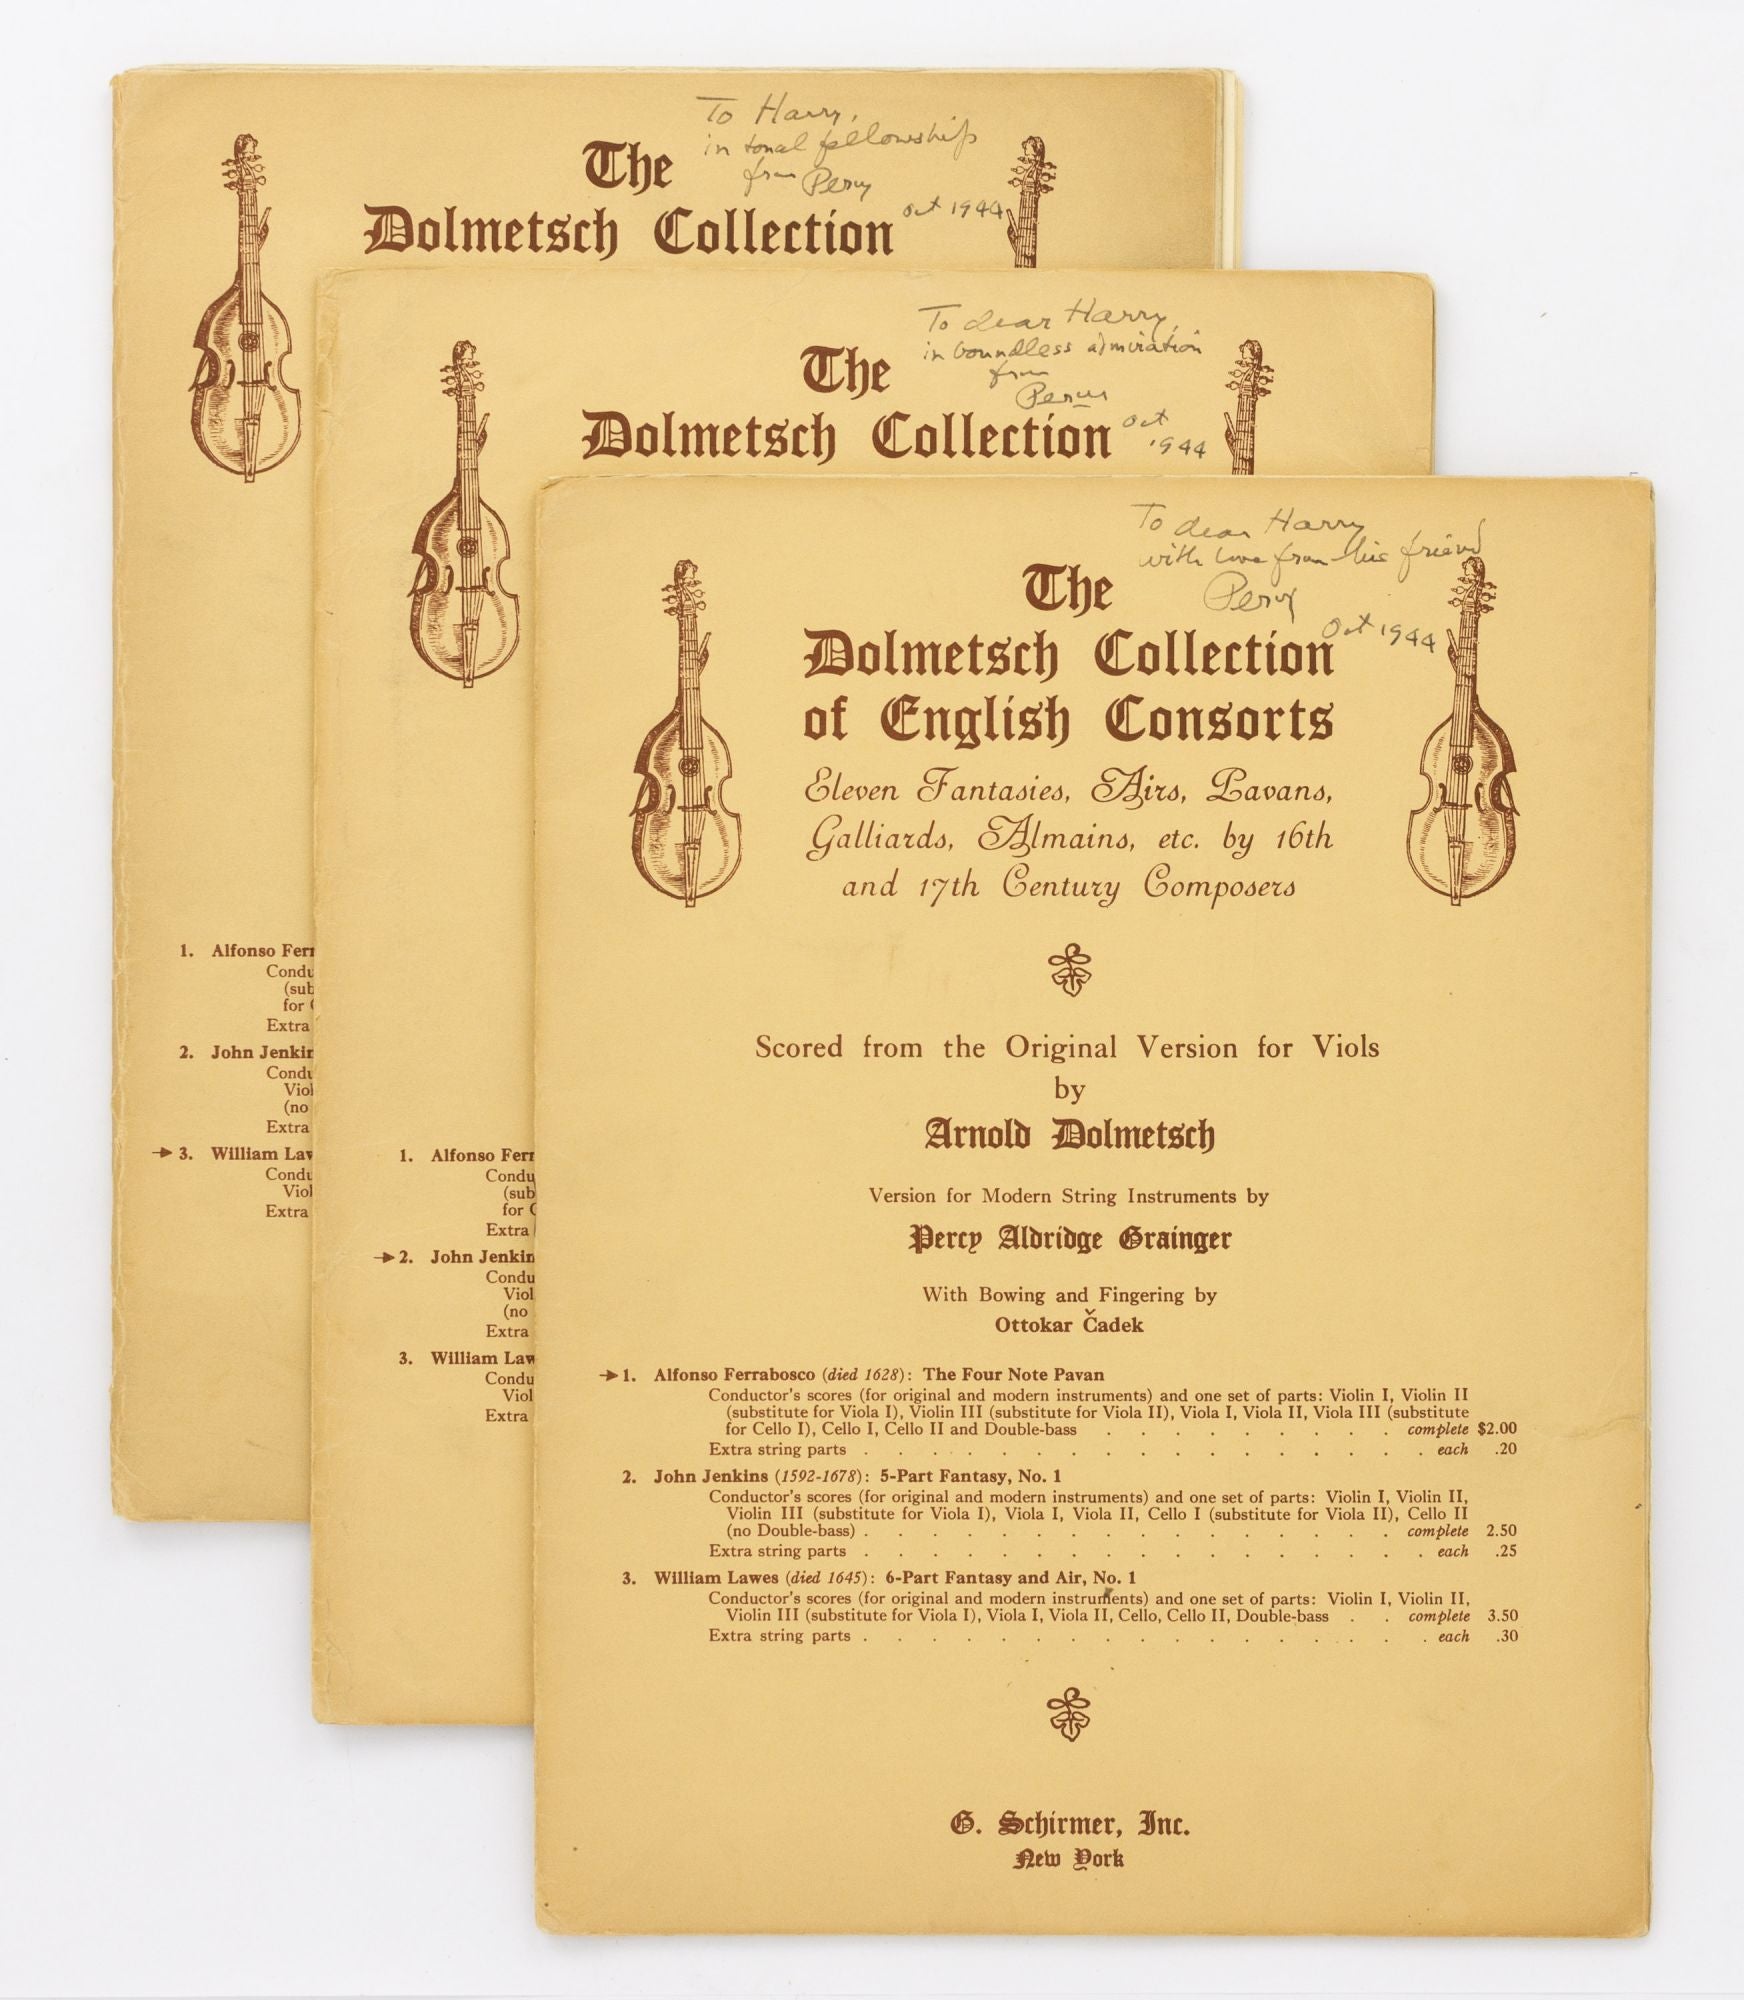 To Harry,
in tonal fellowship
from Percy
Oct 1944
The
Dolmetsch Collection
1. Alfonso Ferr
Condu
(sub
for C
Extra
2. John Jenkin
Condu
Viol
(no
Extra
→ 3. William Law
Condu
Viol
Extra
To dear Harry,
in boundless admiration
from
Percy
Oct
1944
The
Dolmetsch Collection
1. Alfonso Ferr
Condu
(sub
for C
Extra
→ 2. John Jenkin
Condu
Viol
(no
Extra
3. William Law
Condu
Viol
Extra
To dear Harry
with love from his friend
Percy
Oct 1944
The
Dolmetsch Collection
of English Consorts
Eleven Fantasies, Airs, Pavans,
Galliards, Almains, etc. by 16th
and 17th Century Composers
Scored from the Original Version for Viols
by
Arnold Dolmetsch
Version for Modern String Instruments by
Percy Aldridge Grainger
With Bowing and Fingering by
Ottokar Čadek
→ 1. Alfonso Ferrabosco (died 1628): The Four Note Pavan
Conductor's scores (for original and modern instruments) and one set of parts: Violin I, Violin II
(substitute for Viola I), Violin III (substitute for Viola II), Viola I, Viola II, Viola III (substitute
for Cello I), Cello I, Cello II and Double-bass . . . . . . . . . complete $2.00
Extra string parts . . . . . . . . . . . . . . . . . each .20
2. John Jenkins (1592-1678): 5-Part Fantasy, No. 1
Conductor's scores (for original and modern instruments) and one set of parts: Violin I, Violin II,
Violin III (substitute for Viola I), Viola I, Viola II, Cello I (substitute for Viola II), Cello II
(no Double-bass) . . . . . . . . . . . . . . . . complete 2.50
Extra string parts . . . . . . . . . . . . . . . . . each .25
3. William Lawes (died 1645): 6-Part Fantasy and Air, No. 1
Conductor's scores (for original and modern instruments) and one set of parts: Violin I, Violin II,
Violin III (substitute for Viola I), Viola I, Viola II, Cello, Cello II, Double-bass . . complete 3.50
Extra string parts . . . . . . . . . . . . . . . . . each .30
G. Schirmer, Inc.
New York